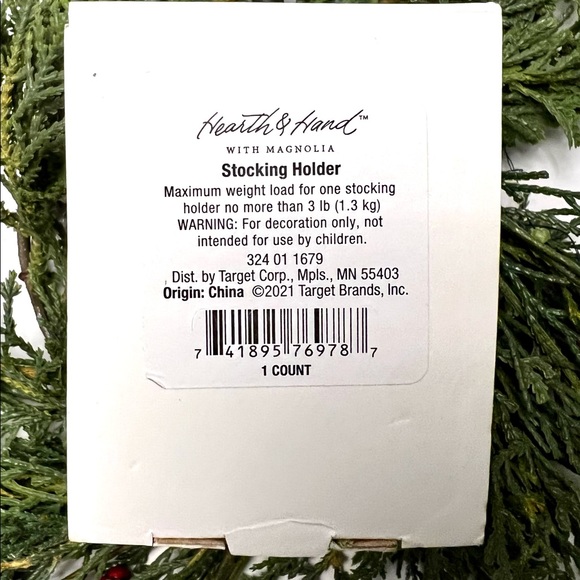 Hearth & Hand™
WITH MAGNOLIA
Stocking Holder
Maximum weight load for one stocking
holder no more than 3 lb (1.3 kg)
WARNING: For decoration only, not
intended for use by children.
324 01 1679
Dist. by Target Corp., Mpls., MN 55403
Origin: China ©2021 Target Brands, Inc.
7 41895 76978 7
1 COUNT